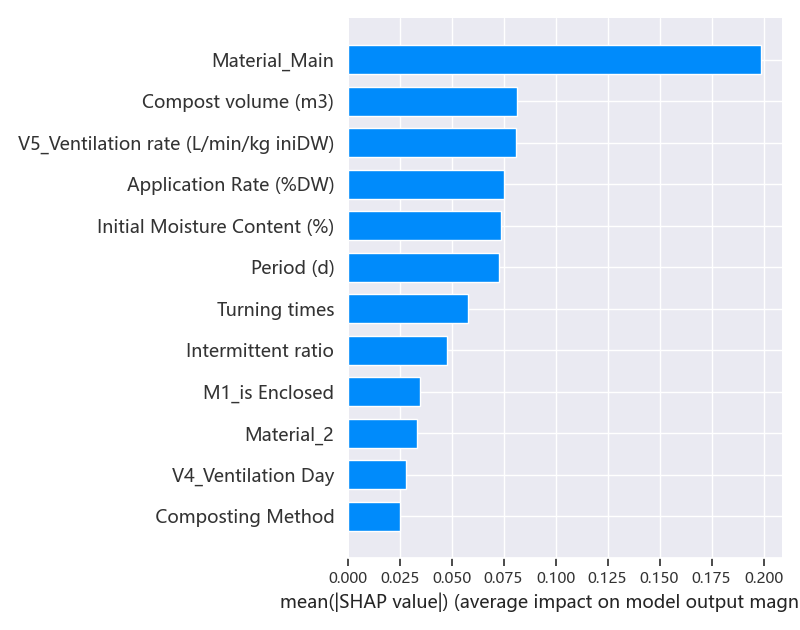 Material_Main
Compost volume (m3)
V5_Ventilation rate (L/min/kg iniDW)
Application Rate (%DW)
Initial Moisture Content (%)
Period (d)
Turning times
Intermittent ratio
M1_is Enclosed
Material_2
V4_Ventilation Day
Composting Method
0.000 0.025 0.050 0.075 0.100 0.125 0.150 0.175 0.200
mean(|SHAP value|) (average impact on model output magn